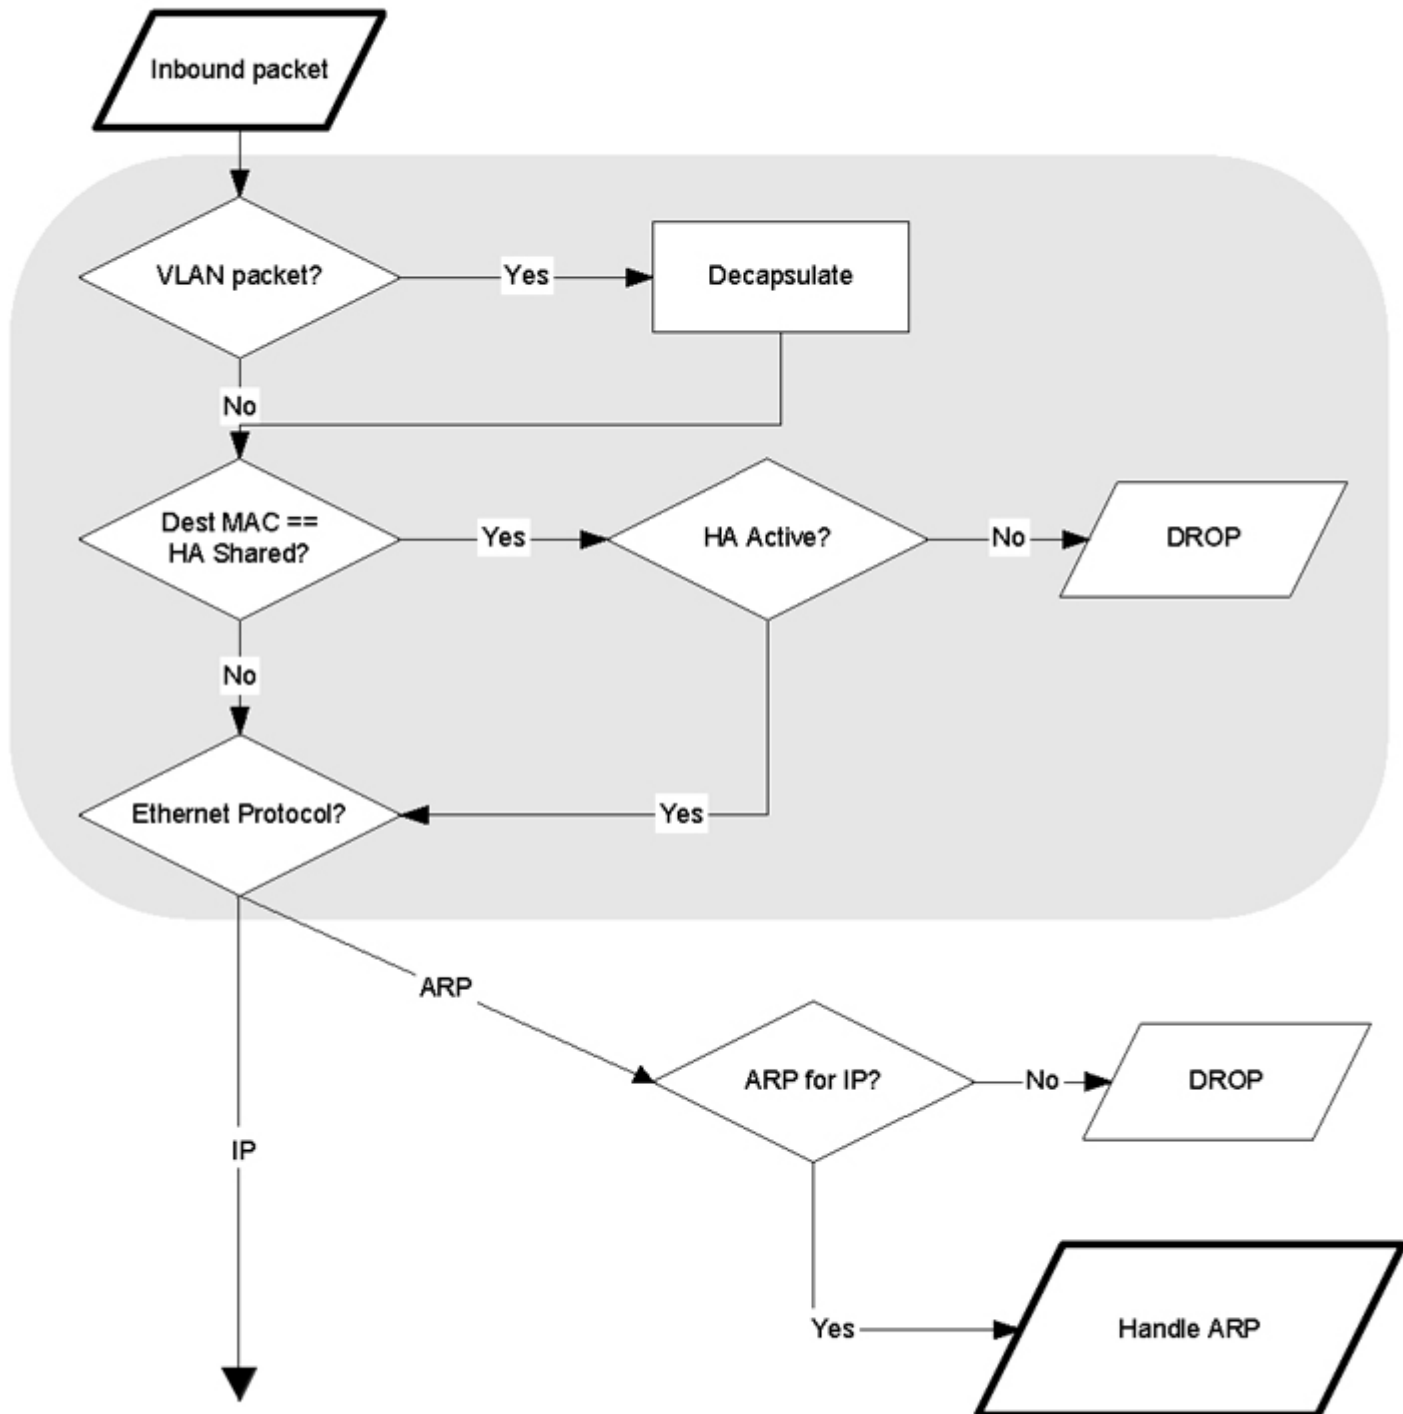 Inbound packet
VLAN packet?
Yes
Decapsulate
No
Dest MAC ==
HA Shared?
Yes
HA Active?
No
DROP
No
Ethernet Protocol?
Yes
ARP
ARP for IP?
No
DROP
IP
Yes
Handle ARP